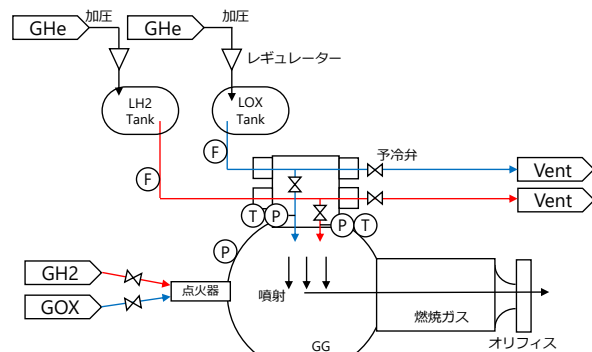 GHe
加圧
GHe
加圧
レギュレーター
LH2
Tank
LOX
Tank
F
F
予冷弁
Vent
Vent
T
P
P
T
P
GH2
GOX
点火器
噴射
燃焼ガス
オリフィス
GG